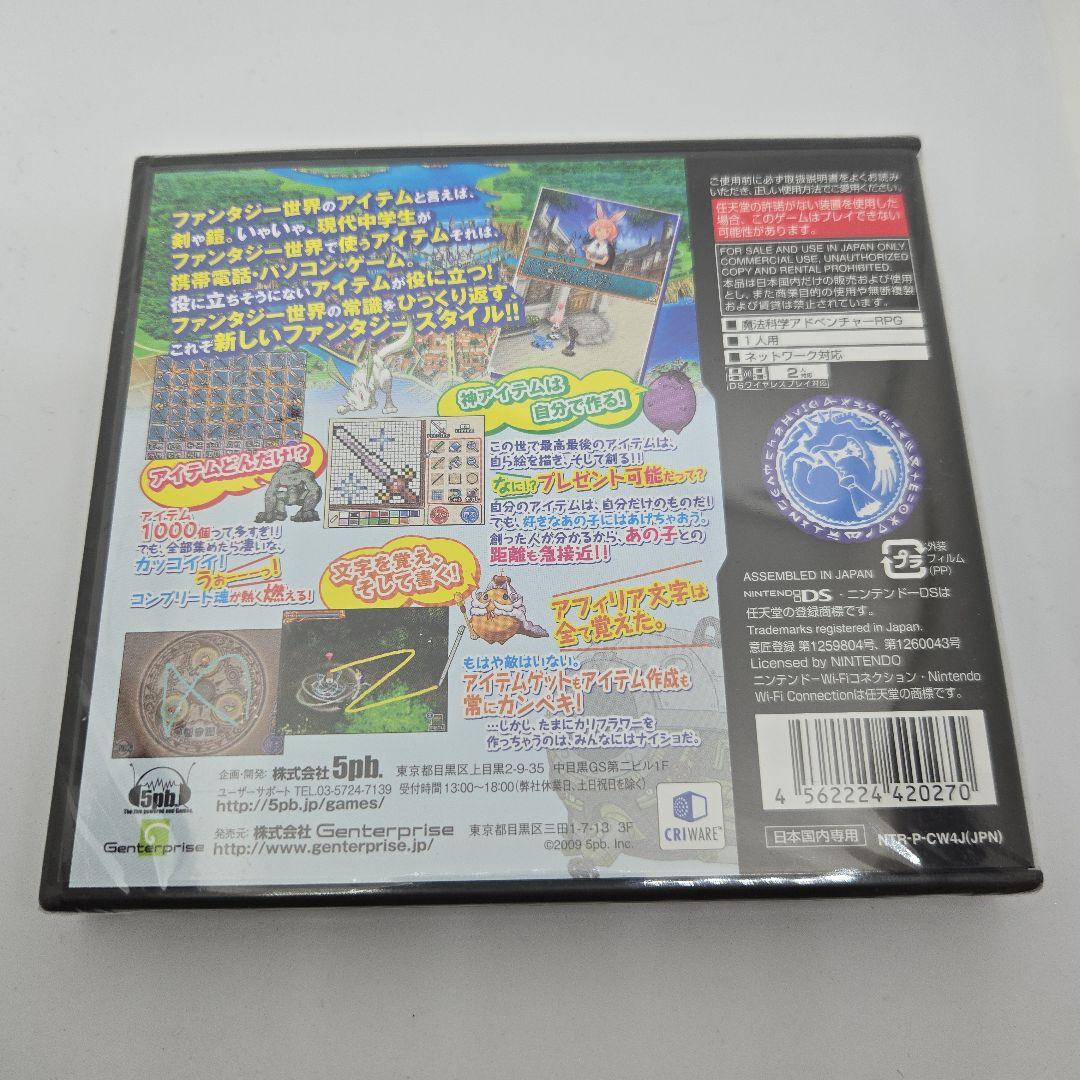 ファンタジー世界のアイテムと言えば、
剣や鎧。いやいや、現代中学生が
ファンタジー世界で使うアイテムそれは、
携帯電話・パソコン・ゲーム。
役に立ちそうにないアイテムが役に立つ!
ファンタジー世界の常識をひっくり返す。
これぞ新しいファンタジースタイル!!
アイテムどんだけ!?
アイテム
1000個って多すぎ!!
でも、全部集めたら凄いな、
カッコイイ!
うぉーーーっ!
コンプリート魂が熱く燃える!
神アイテムは
自分で作る!
この世で最高最後のアイテムは、
自ら絵を描き、そして創る!!
なに!?プレゼント可能だって?
自分のアイテムは、自分だけのものだ!
でも、好きなあの子にはあげちゃおう。
創った人が分かるから、あの子との
距離も急接近!!
文字を覚え、
そして書く!
アフィリア文字は
全て覚えた。
もはや敵はいない。
アイテムゲットもアイテム作成も
常にカンペキ!
…しかし、たまにカリフラワーを
作っちゃうのは、みんなにはナイショだ。
5pb.
企画・開発: 株式会社 5pb. 東京都目黒区上目黒2-9-35 中目黒GS第二ビル1F
ユーザーサポート TEL.03-5724-7139 受付時間 13:00~18:00(弊社休業日、土日祝日を除く)
http://5pb.jp/games/
Genterprise
発売元: 株式会社 Genterprise 東京都目黒区三田1-7-13 3F
http://www.genterprise.jp/
©2009 5pb. Inc.
CRIWARE
ご使用前に必ず取扱説明書をよくお読み
いただき、正しい使用方法でご愛用ください。
任天堂の許諾がない装置を使用した
場合、このゲームはプレイできない
可能性があります。
FOR SALE AND USE IN JAPAN ONLY.
COMMERCIAL USE, UNAUTHORIZED
COPY AND RENTAL PROHIBITED.
本品は日本国内だけの販売および使用
とし、また商業目的の使用や無断複製
および賃貸は禁止されています。
魔法科学アドベンチャーRPG
1人用
ネットワーク対応
2人対応
DSワイヤレスプレイ対応
プラ
外装
フィルム
(PP)
ASSEMBLED IN JAPAN
NINTENDO DS・ニンテンドーDSは
任天堂の登録商標です。
Trademarks registered in Japan.
意匠登録 第1259804号、第1260043号
Licensed by NINTENDO
ニンテンドーWi-Fiコネクション・Nintendo
Wi-Fi Connectionは任天堂の商標です。
4 562224 420270
日本国内専用
NTR-P-CW4J(JPN)